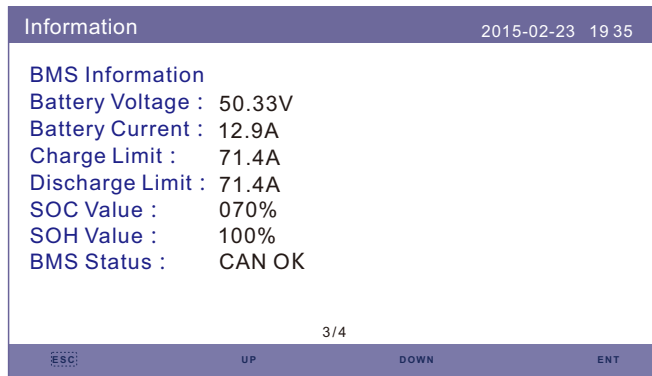 Information 2015-02-23 19 35
BMS Information
Battery Voltage : 50.33V
Battery Current : 12.9A
Charge Limit : 71.4A
Discharge Limit : 71.4A
SOC Value : 070%
SOH Value : 100%
BMS Status : CAN OK
3/4
ESC UP DOWN ENT